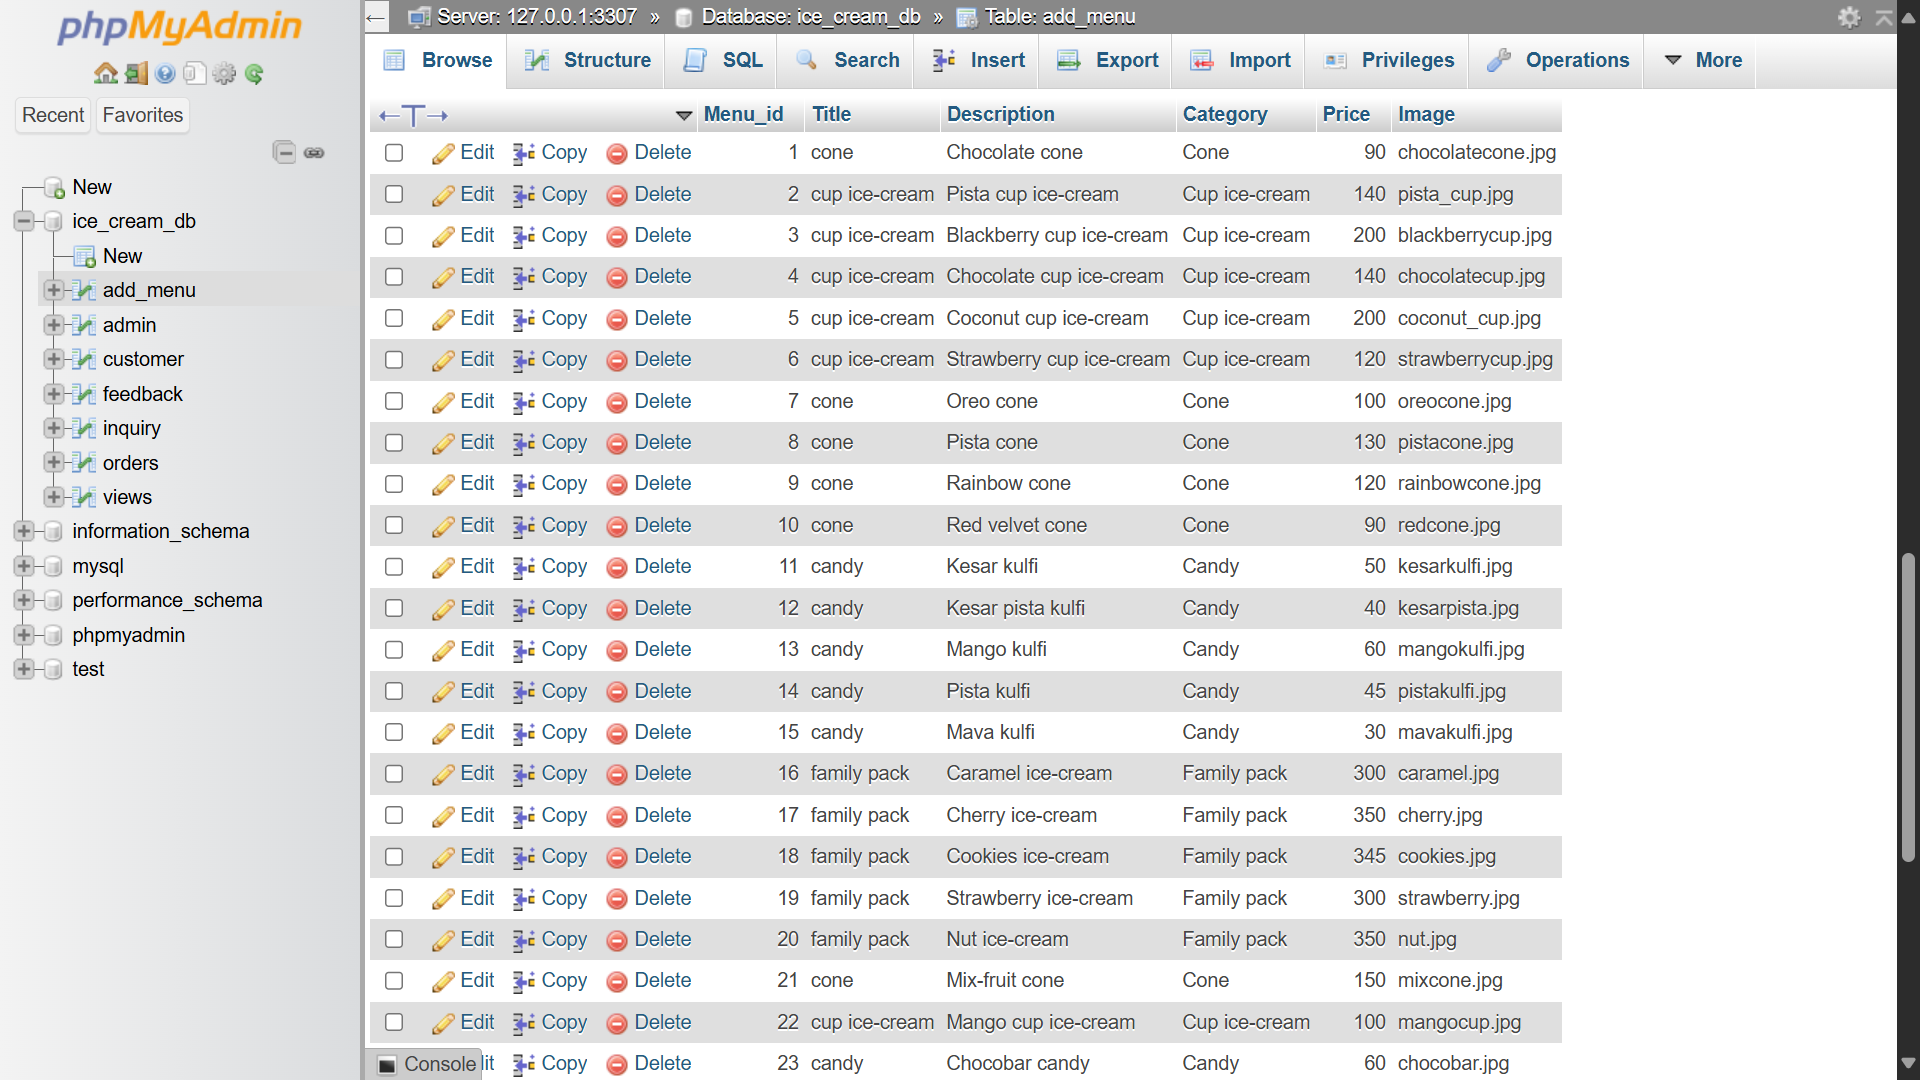 phpMyAdmin
Recent Favorites
New
ice_cream_db
New
add_menu
admin
customer
feedback
inquiry
orders
views
information_schema
mysql
performance_schema
phpmyadmin
test
Server: 127.0.0.1:3307 » Database: ice_cream_db » Table: add_menu
Browse Structure SQL Search Insert Export Import Privileges Operations More
←T→ Menu_id Title Description Category Price Image
Edit Copy Delete 1 cone Chocolate cone Cone 90 chocolatecone.jpg
Edit Copy Delete 2 cup ice-cream Pista cup ice-cream Cup ice-cream 140 pista_cup.jpg
Edit Copy Delete 3 cup ice-cream Blackberry cup ice-cream Cup ice-cream 200 blackberrycup.jpg
Edit Copy Delete 4 cup ice-cream Chocolate cup ice-cream Cup ice-cream 140 chocolatecup.jpg
Edit Copy Delete 5 cup ice-cream Coconut cup ice-cream Cup ice-cream 200 coconut_cup.jpg
Edit Copy Delete 6 cup ice-cream Strawberry cup ice-cream Cup ice-cream 120 strawberrycup.jpg
Edit Copy Delete 7 cone Oreo cone Cone 100 oreocone.jpg
Edit Copy Delete 8 cone Pista cone Cone 130 pistacone.jpg
Edit Copy Delete 9 cone Rainbow cone Cone 120 rainbowcone.jpg
Edit Copy Delete 10 cone Red velvet cone Cone 90 redcone.jpg
Edit Copy Delete 11 candy Kesar kulfi Candy 50 kesarkulfi.jpg
Edit Copy Delete 12 candy Kesar pista kulfi Candy 40 kesarpista.jpg
Edit Copy Delete 13 candy Mango kulfi Candy 60 mangokulfi.jpg
Edit Copy Delete 14 candy Pista kulfi Candy 45 pistakulfi.jpg
Edit Copy Delete 15 candy Mava kulfi Candy 30 mavakulfi.jpg
Edit Copy Delete 16 family pack Caramel ice-cream Family pack 300 caramel.jpg
Edit Copy Delete 17 family pack Cherry ice-cream Family pack 350 cherry.jpg
Edit Copy Delete 18 family pack Cookies ice-cream Family pack 345 cookies.jpg
Edit Copy Delete 19 family pack Strawberry ice-cream Family pack 300 strawberry.jpg
Edit Copy Delete 20 family pack Nut ice-cream Family pack 350 nut.jpg
Edit Copy Delete 21 cone Mix-fruit cone Cone 150 mixcone.jpg
Edit Copy Delete 22 cup ice-cream Mango cup ice-cream Cup ice-cream 100 mangocup.jpg
Console it Copy Delete 23 candy Chocobar candy Candy 60 chocobar.jpg